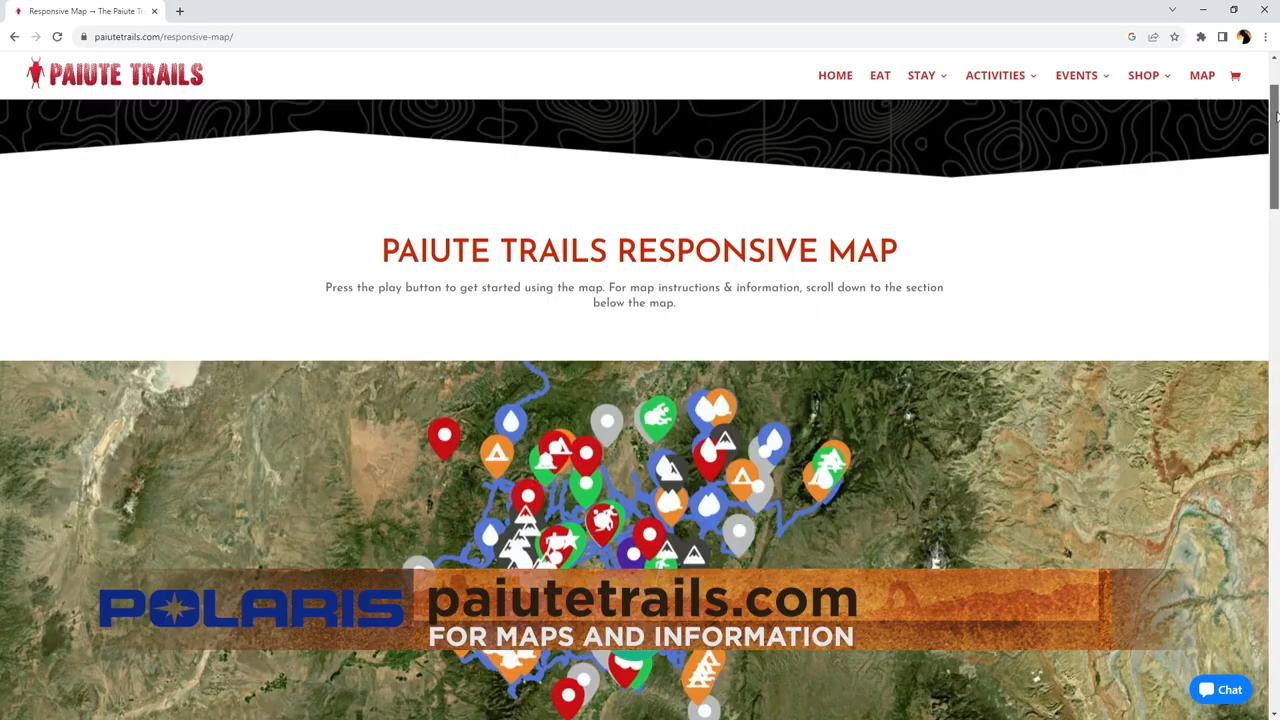 Responsive Map → The Paiute Tr
paiutetrails.com/responsive-map/
PAIUTE TRAILS
HOME EAT STAY ACTIVITIES EVENTS SHOP MAP
PAIUTE TRAILS RESPONSIVE MAP
Press the play button to get started using the map. For map instructions & information, scroll down to the section
below the map.
POLARIS
paiutetrails.com
FOR MAPS AND INFORMATION
Chat